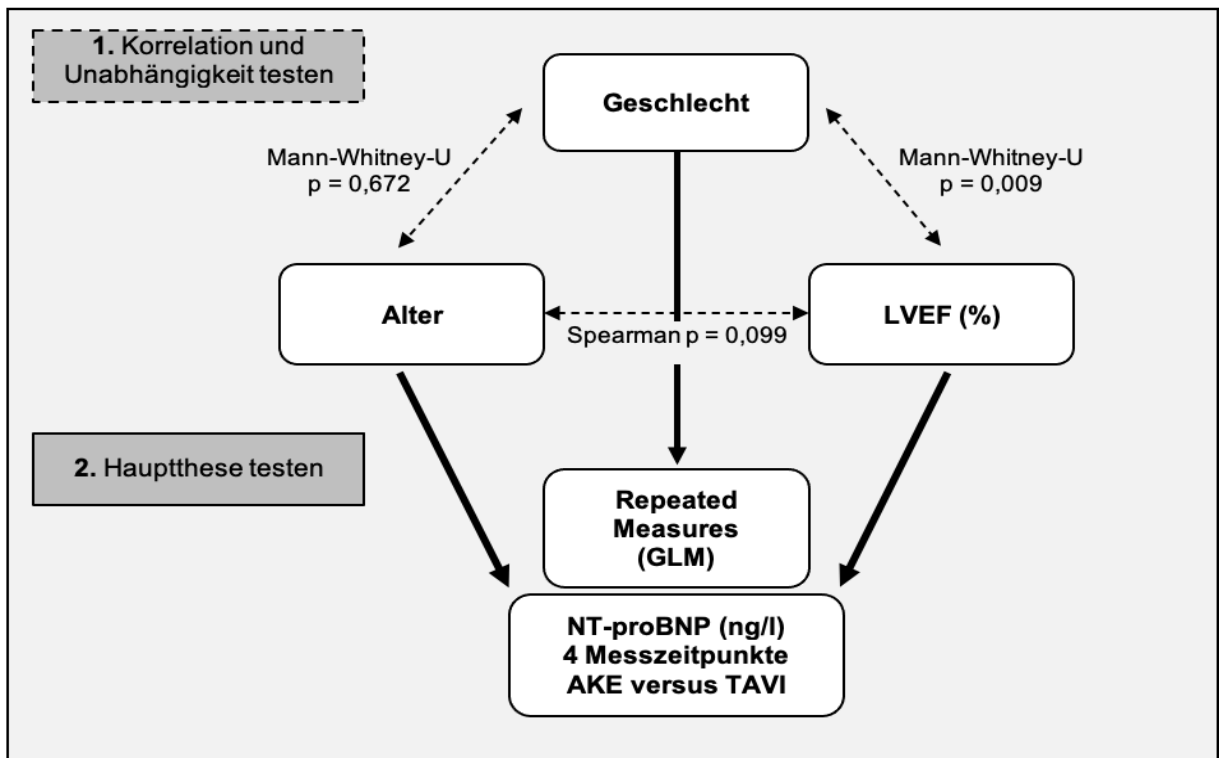 1. Korrelation und
Unabhängigkeit testen
Geschlecht
Mann-Whitney-U
p = 0,672
Mann-Whitney-U
p = 0,009
Alter
LVEF (%)
Spearman p = 0,099
2. Hauptthese testen
Repeated
Measures
(GLM)
NT-proBNP (ng/l)
4 Messzeitpunkte
AKE versus TAVI